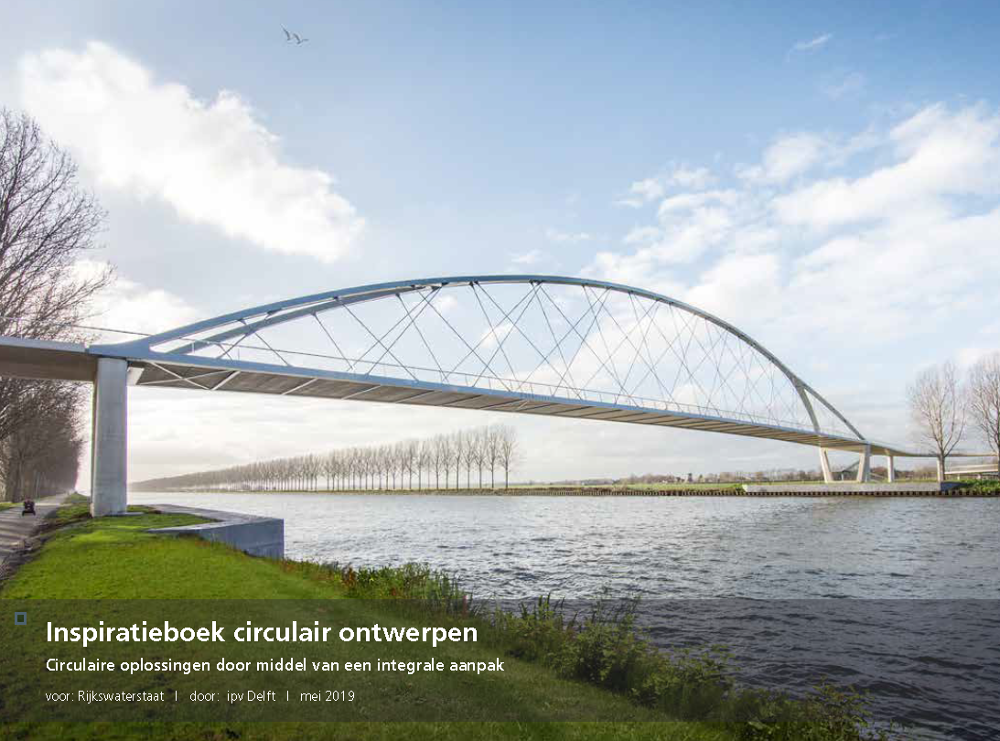 Inspiratieboek circulair ontwerpen
Circulaire oplossingen door middel van een integrale aanpak
voor: Rijkswaterstaat | door: ipv Delft | mei 2019